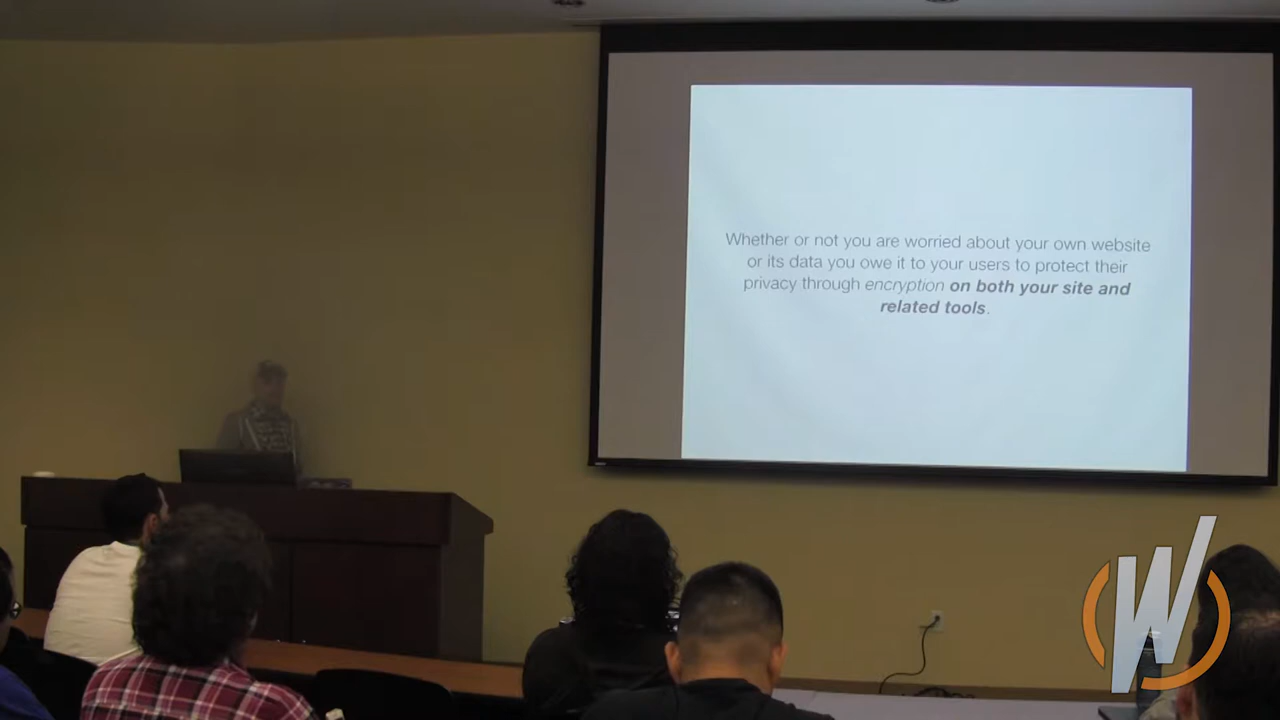 Whether or not you are worried about your own website
or its data you owe it to your users to protect their
privacy through encryption on both your site and
related tools.
W